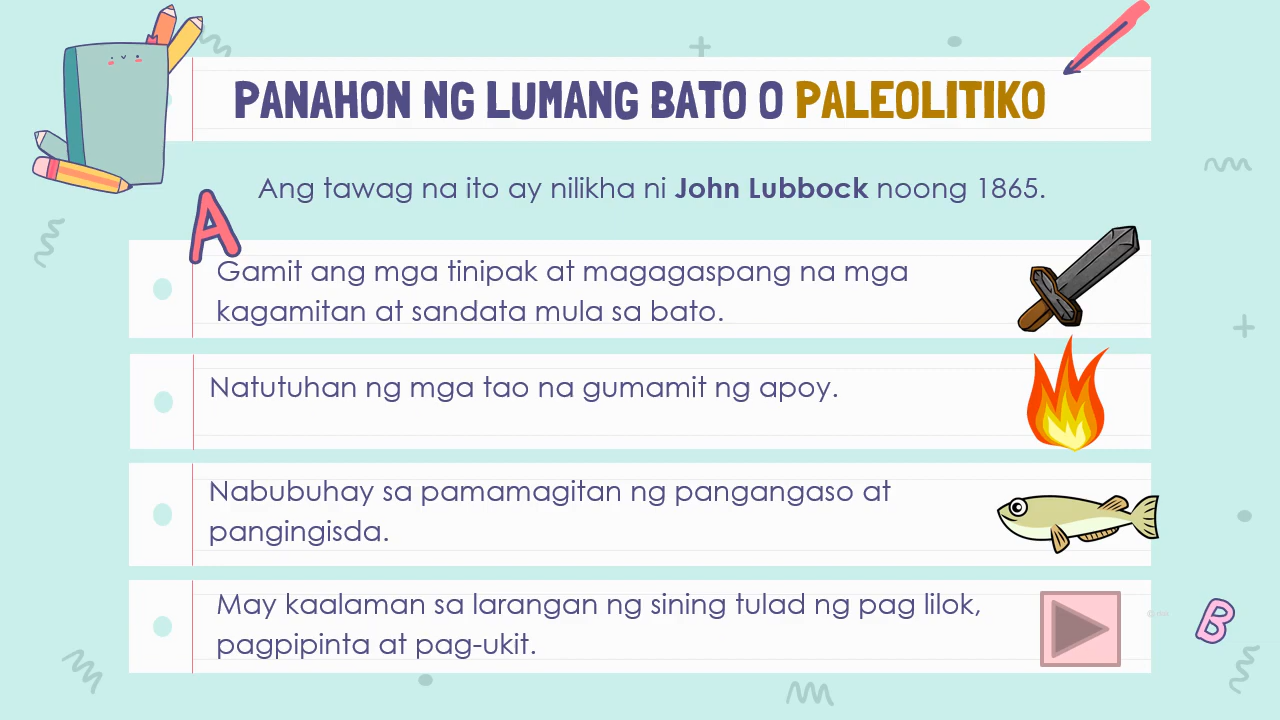 PANAHON NG LUMANG BATO O PALEOLITIKO
Ang tawag na ito ay nilikha ni John Lubbock noong 1865.
A
Gamit ang mga tinipak at magagaspang na mga
kagamitan at sandata mula sa bato.
Natutuhan ng mga tao na gumamit ng apoy.
Nabubuhay sa pamamagitan ng pangangaso at
pangingisda.
May kaalaman sa larangan ng sining tulad ng pag lilok,
pagpipinta at pag-ukit.
B